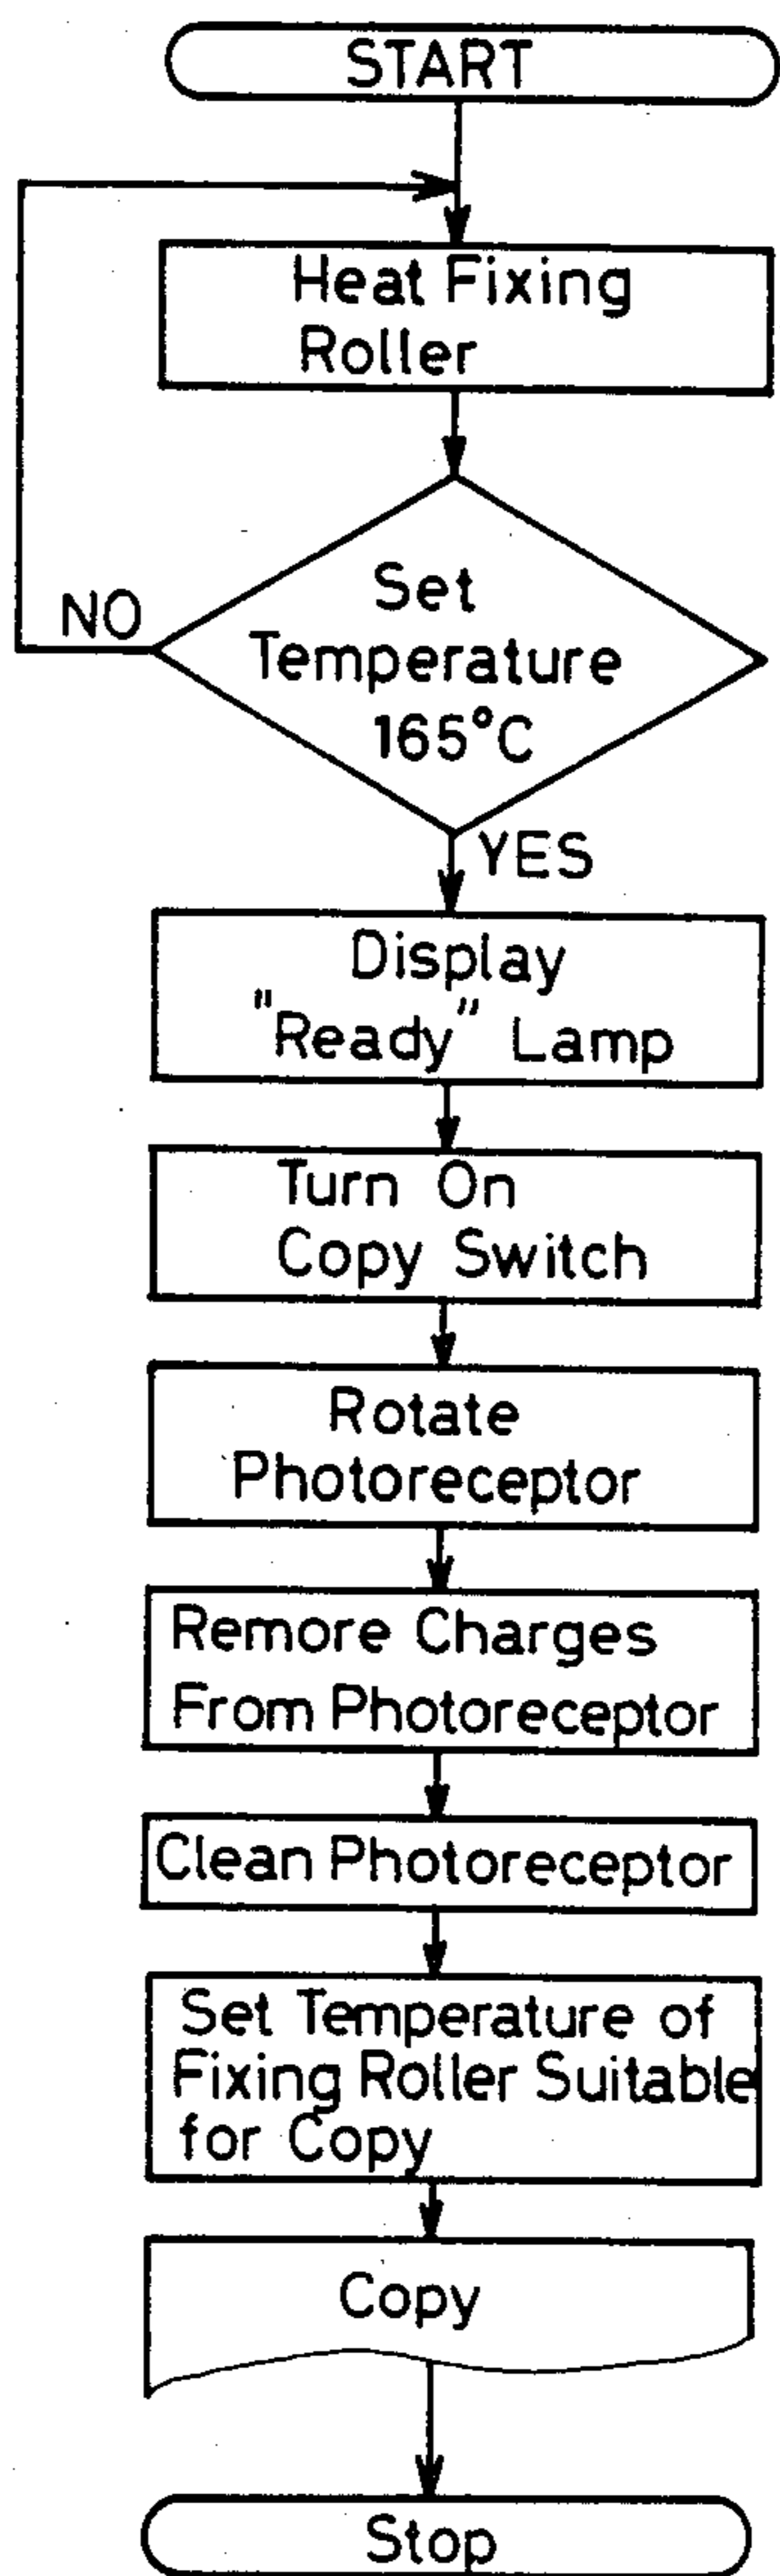 START
Heat Fixing
Roller
Set
Temperature
165°C
NO
YES
Display
"Ready" Lamp
Turn On
Copy Switch
Rotate
Photoreceptor
Remore Charges
From Photoreceptor
Clean Photoreceptor
Set Temperature of
Fixing Roller Suitable
for Copy
Copy
Stop